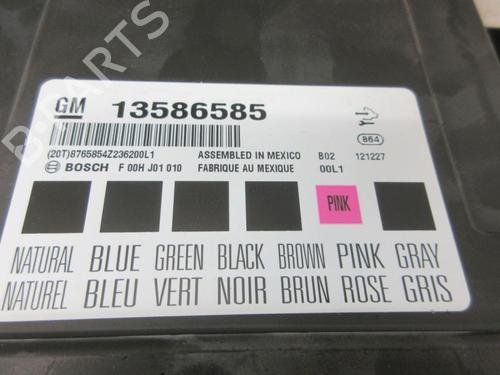 GM 13586585
864
(20T)8765854Z236200L1 ASSEMBLED IN MEXICO B02 121227
BOSCH F 00H J01 010 FABRIQUE AU MEXIQUE 00L1
PINK
NATURAL BLUE GREEN BLACK BROWN PINK GRAY
NATUREL BLEU VERT NOIR BRUN ROSE GRIS
B-PARTS